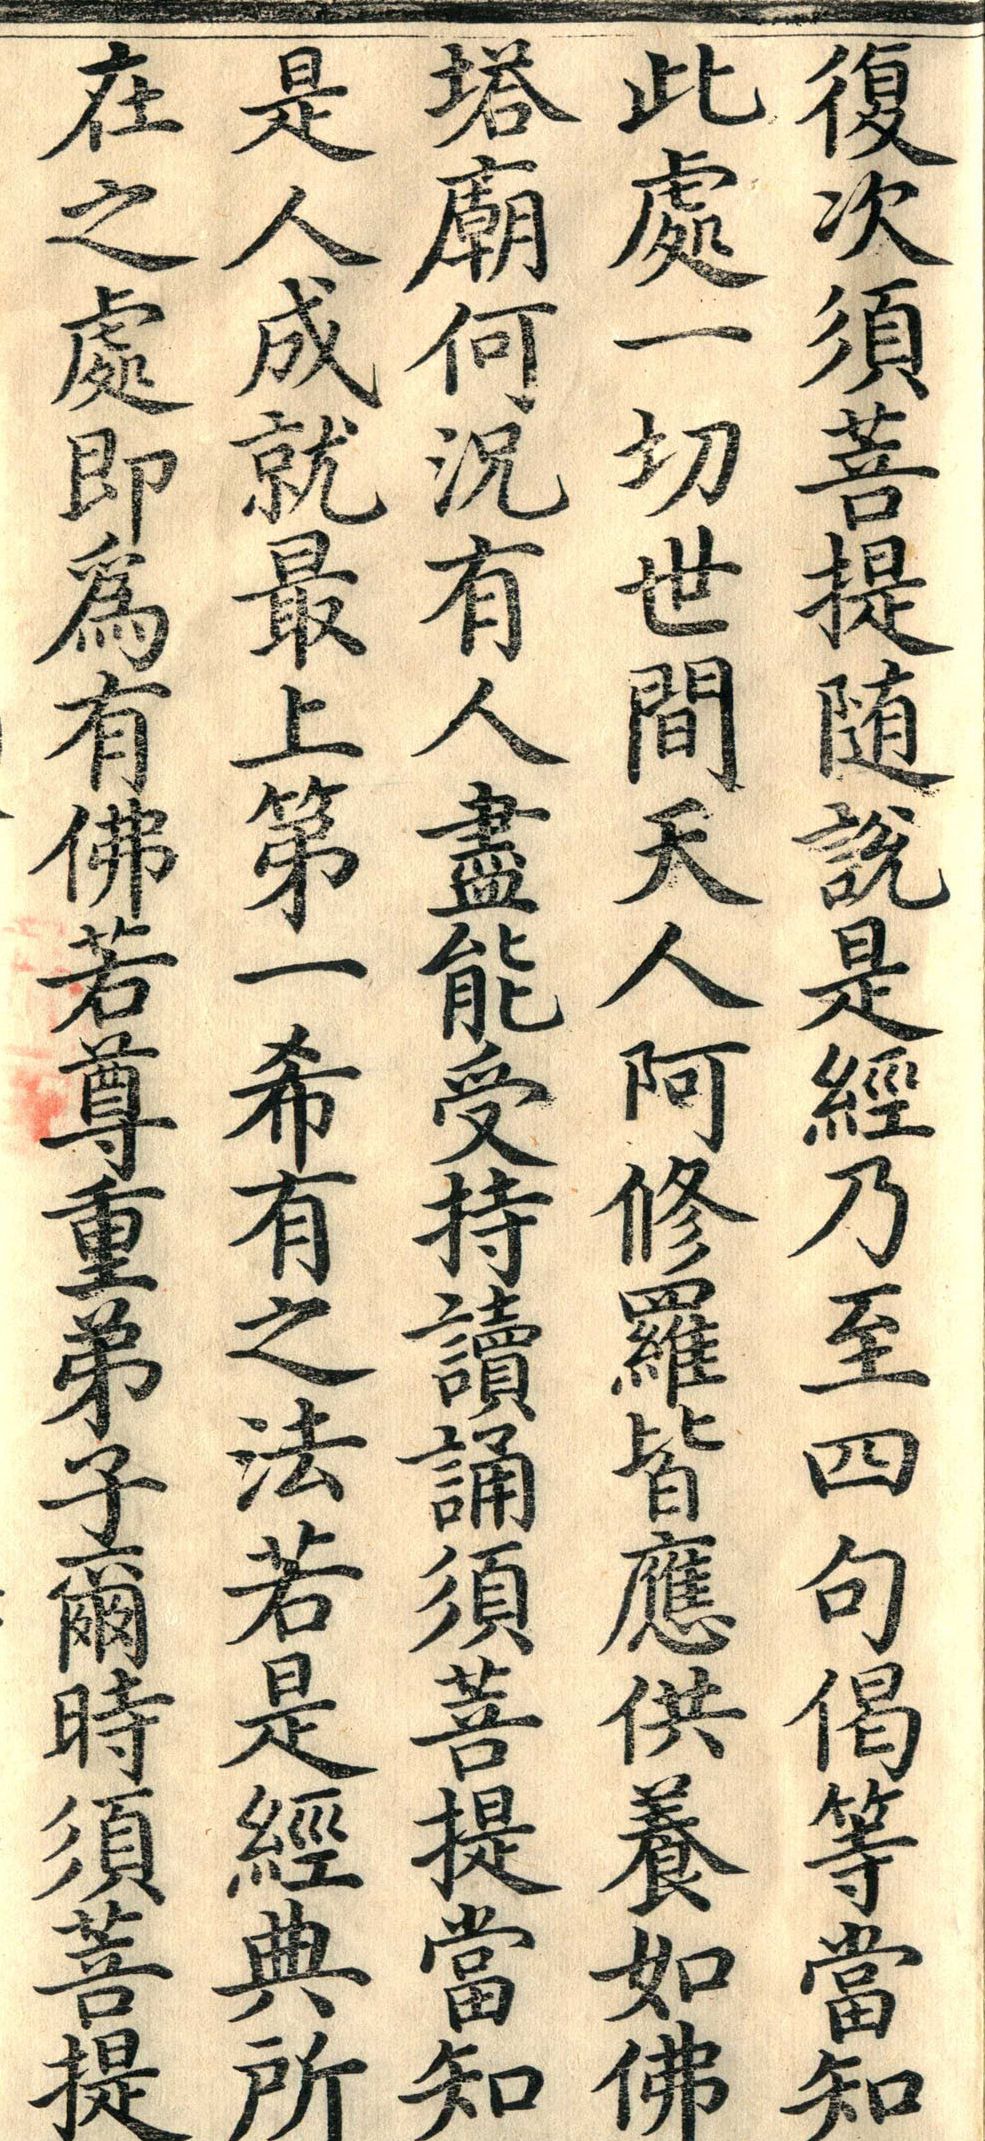 復次須菩提随說是經乃至四句偈等當知
此處一切世間天人阿修羅皆應供養如佛
塔廟何況有人盡能受持讀誦須菩提當知
是人成就最上第一希有之法若是經典所
在之處即爲有佛若尊重弟子爾時須菩提